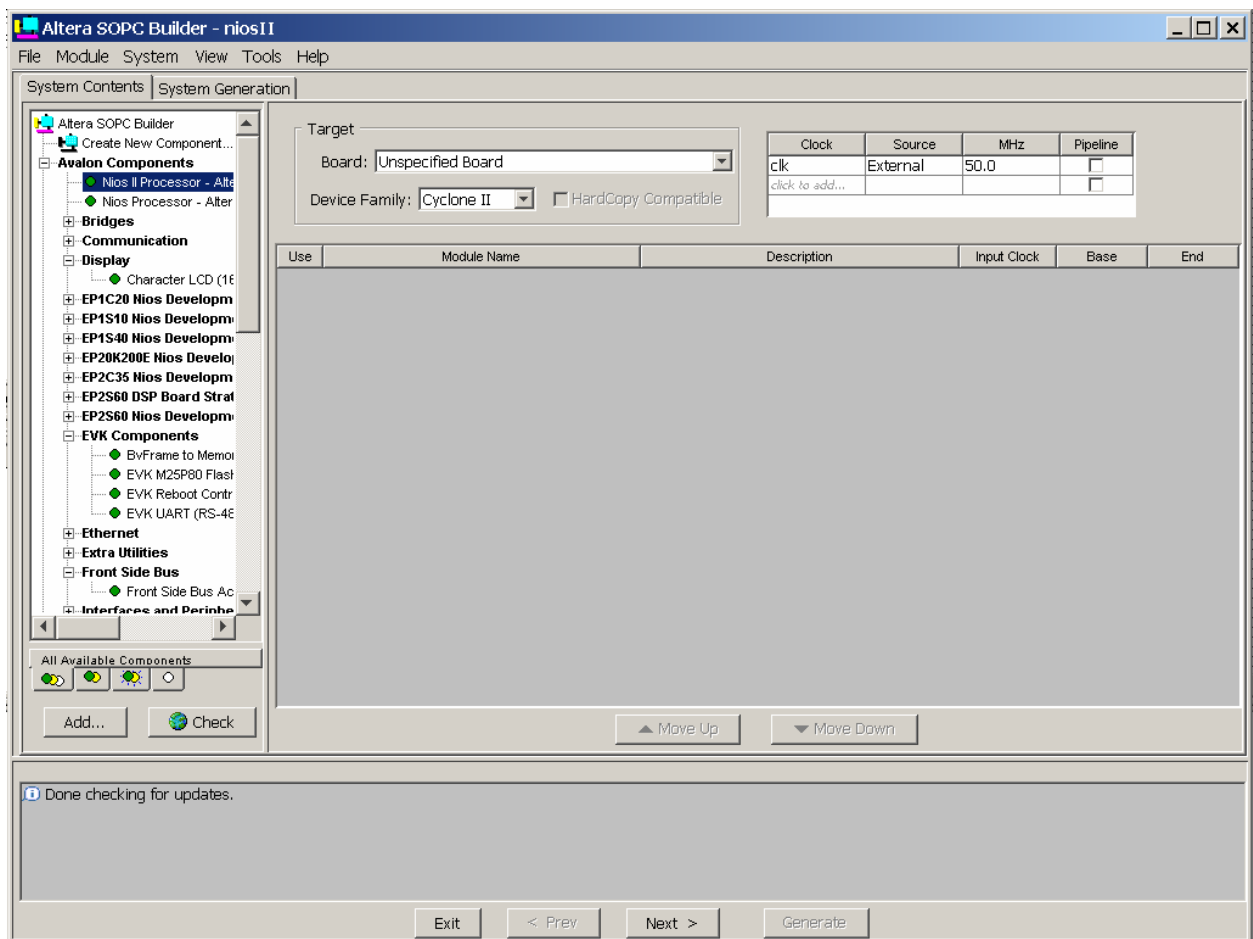 Altera SOPC Builder - niosII
File Module System View Tools Help
System Contents System Generation
Altera SOPC Builder
Create New Component...
Avalon Components
Nios II Processor - Alte
Nios Processor - Alter
Bridges
Communication
Display
Character LCD (16
EP1C20 Nios Developm
EP1S10 Nios Developm
EP1S40 Nios Developm
EP20K200E Nios Develop
EP2C35 Nios Developm
EP2S60 DSP Board Strat
EP2S60 Nios Developm
EVK Components
BvFrame to Memor
EVK M25P80 Flash
EVK Reboot Contr
EVK UART (RS-48
Ethernet
Extra Utilities
Front Side Bus
Front Side Bus Ac
Interfaces and Periphe
All Available Components
Add... Check
Target
Board: Unspecified Board
Device Family: Cyclone II HardCopy Compatible
Clock Source MHz Pipeline
clk External 50.0
click to add...
Use Module Name Description Input Clock Base End
Move Up Move Down
Done checking for updates.
Exit < Prev Next > Generate